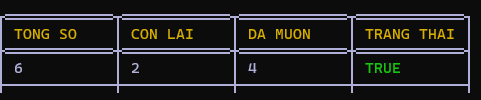 TONG SO CON LAI DA MUON TRANG THAI
6 2 4 TRUE